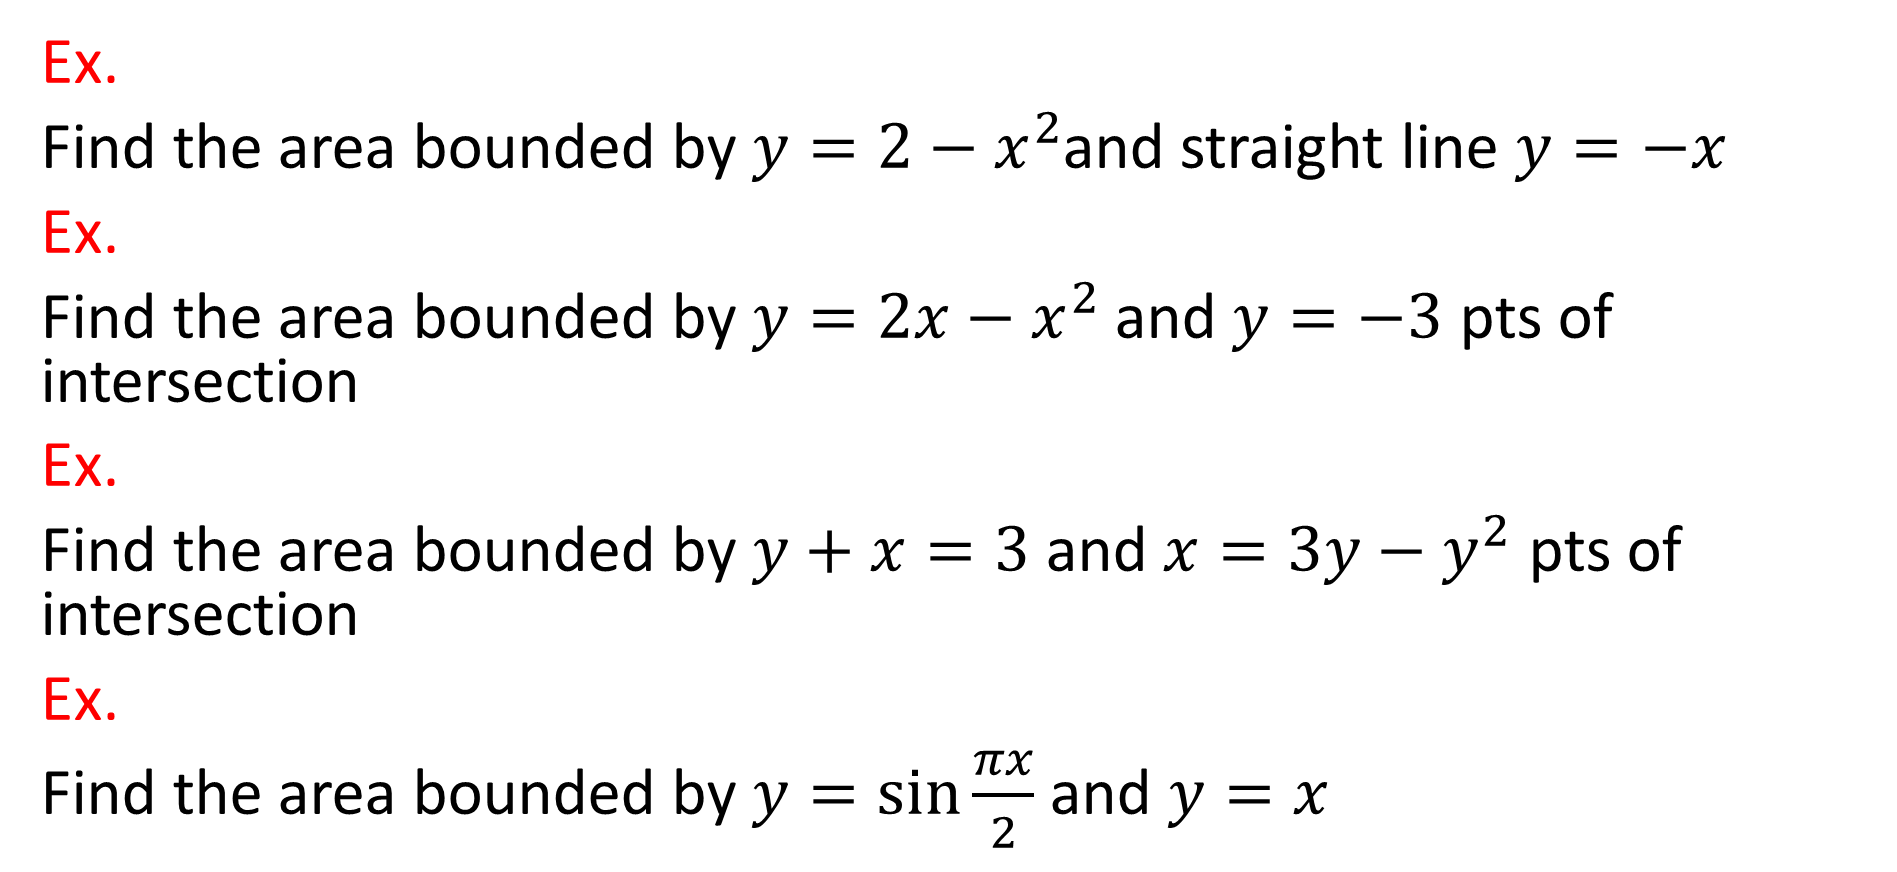 Ex.
Find the area bounded by y = 2 − x²and straight line y = −x
Ex.
Find the area bounded by y = 2x − x² and y = −3 pts of
intersection
Ex.
Find the area bounded by y + x = 3 and x = 3y − y² pts of
intersection
Ex.
Find the area bounded by y = sin πx/2 and y = x